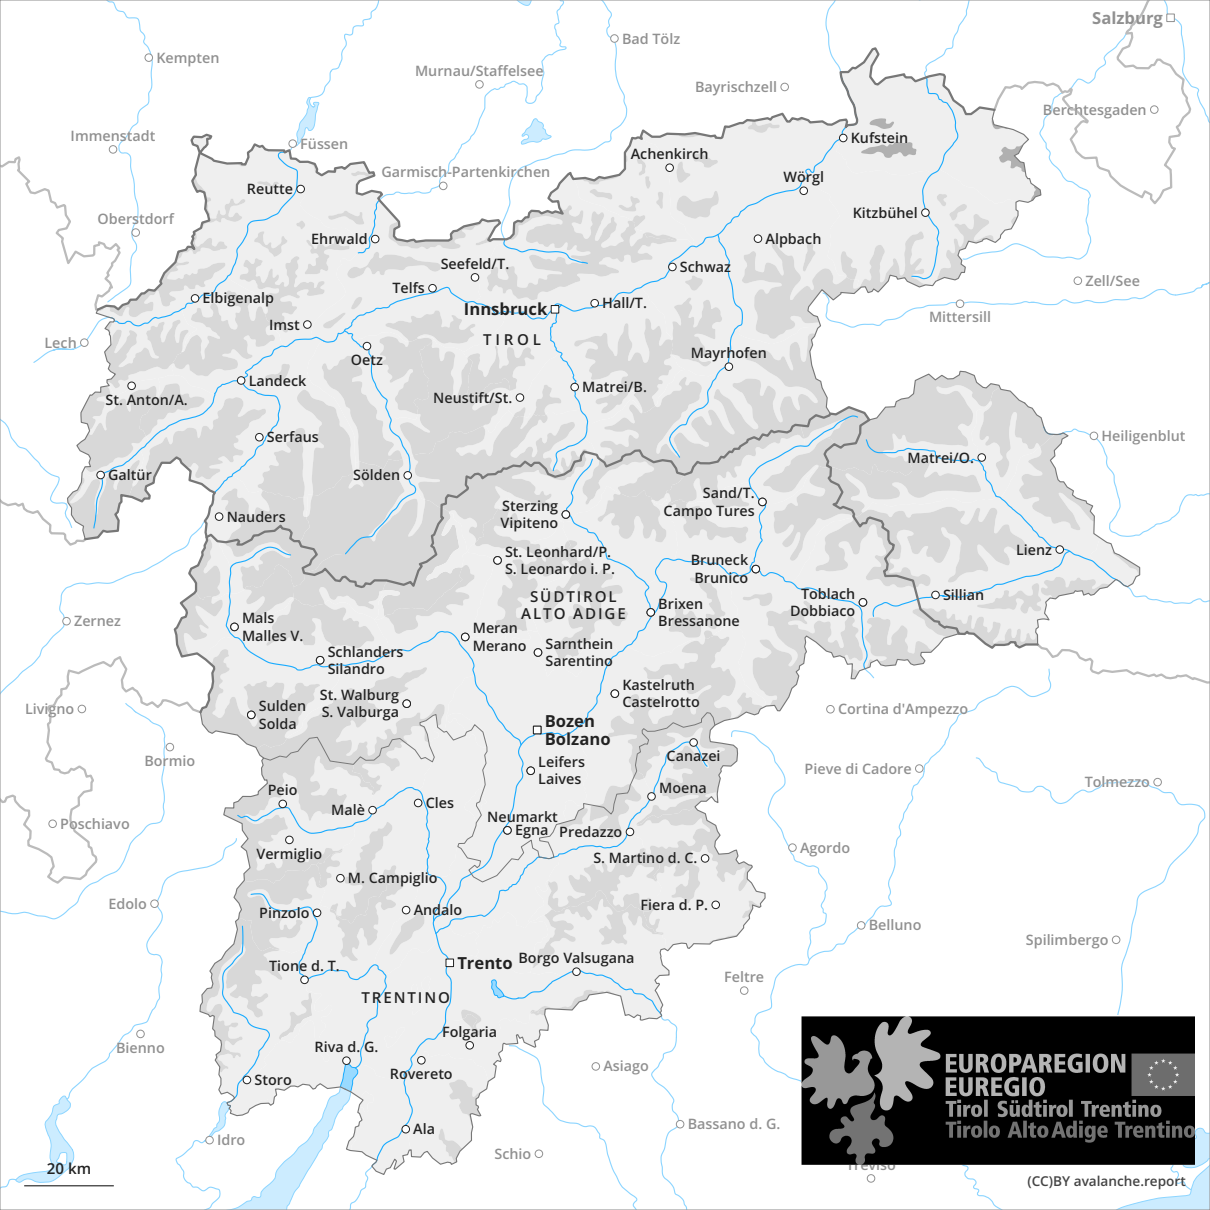 Salzburg
Bad Tölz
Kempten
Murnau/Staffelsee
Bayrischzell
Berchtesgaden
Immenstadt
Kufstein
Füssen
Achenkirch
Garmisch-Partenkirchen
Wörgl
Reutte
Kitzbühel
Oberstdorf
Ehrwald
Alpbach
Seefeld/T.
Schwaz
Zell/See
Telfs
Elbigenalp
Hall/T.
Innsbruck
Mittersill
Imst
TIROL
Lech
Mayrhofen
Oetz
Landeck
Matrei/B.
St. Anton/A.
Neustift/St.
Serfaus
Heiligenblut
Matrei/O.
Galtür
Sölden
Sand/T.
Campo Tures
Sterzing
Vipiteno
Nauders
Lienz
St. Leonhard/P.
S. Leonardo i. P.
Bruneck
Brunico
SÜDTIROL
ALTO ADIGE
Toblach
Dobbiaco
Sillian
Brixen
Bressanone
Zernez
Mals
Malles V.
Meran
Merano
Sarnthein
Sarentino
Schlanders
Silandro
Kastelruth
Castelrotto
St. Walburg
S. Valburga
Livigno
Sulden
Solda
Cortina d'Ampezzo
Bozen
Bolzano
Bormio
Canazei
Leifers
Laives
Pieve di Cadore
Tolmezzo
Peio
Moena
Malè
Cles
Neumarkt
Egna
Predazzo
Poschiavo
Vermiglio
Agordo
S. Martino d. C.
M. Campiglio
Edolo
Pinzolo
Andalo
Fiera d. P.
Belluno
Spilimbergo
Borgo Valsugana
Trento
Tione d. T.
Feltre
TRENTINO
Folgaria
Bienno
Riva d. G.
Asiago
Rovereto
Storo
EUROPAREGION
EUREGIO
Tirol Südtirol Trentino
Tirolo Alto Adige Trentino
Bassano d. G.
Ala
Idro
Schio
Treviso
20 km
(CC)BY avalanche.report